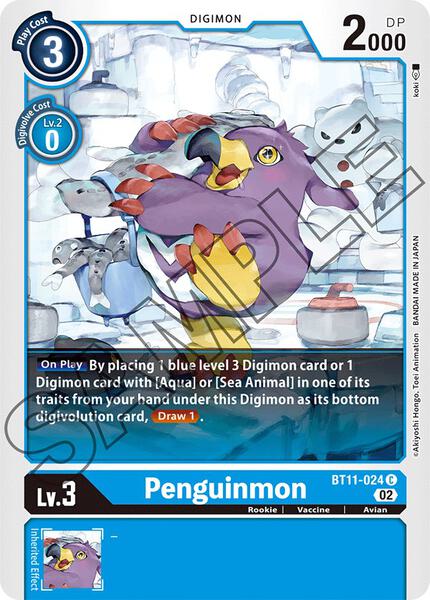 DIGIMON
Play Cost
3
DP
2000
Digivolve Cost
Lv.2
0
koki
SAMPLE
©Akiyoshi Hongo, Toei Animation BANDAI MADE IN JAPAN
On Play By placing 1 blue level 3 Digimon card or 1
Digimon card with [Aqua] or [Sea Animal] in one of its
traits from your hand under this Digimon as its bottom
digivolution card, Draw 1 .
Lv.3
Penguinmon
BT11-024 C
02
Rookie | Vaccine | Avian
Inherited Effect
–